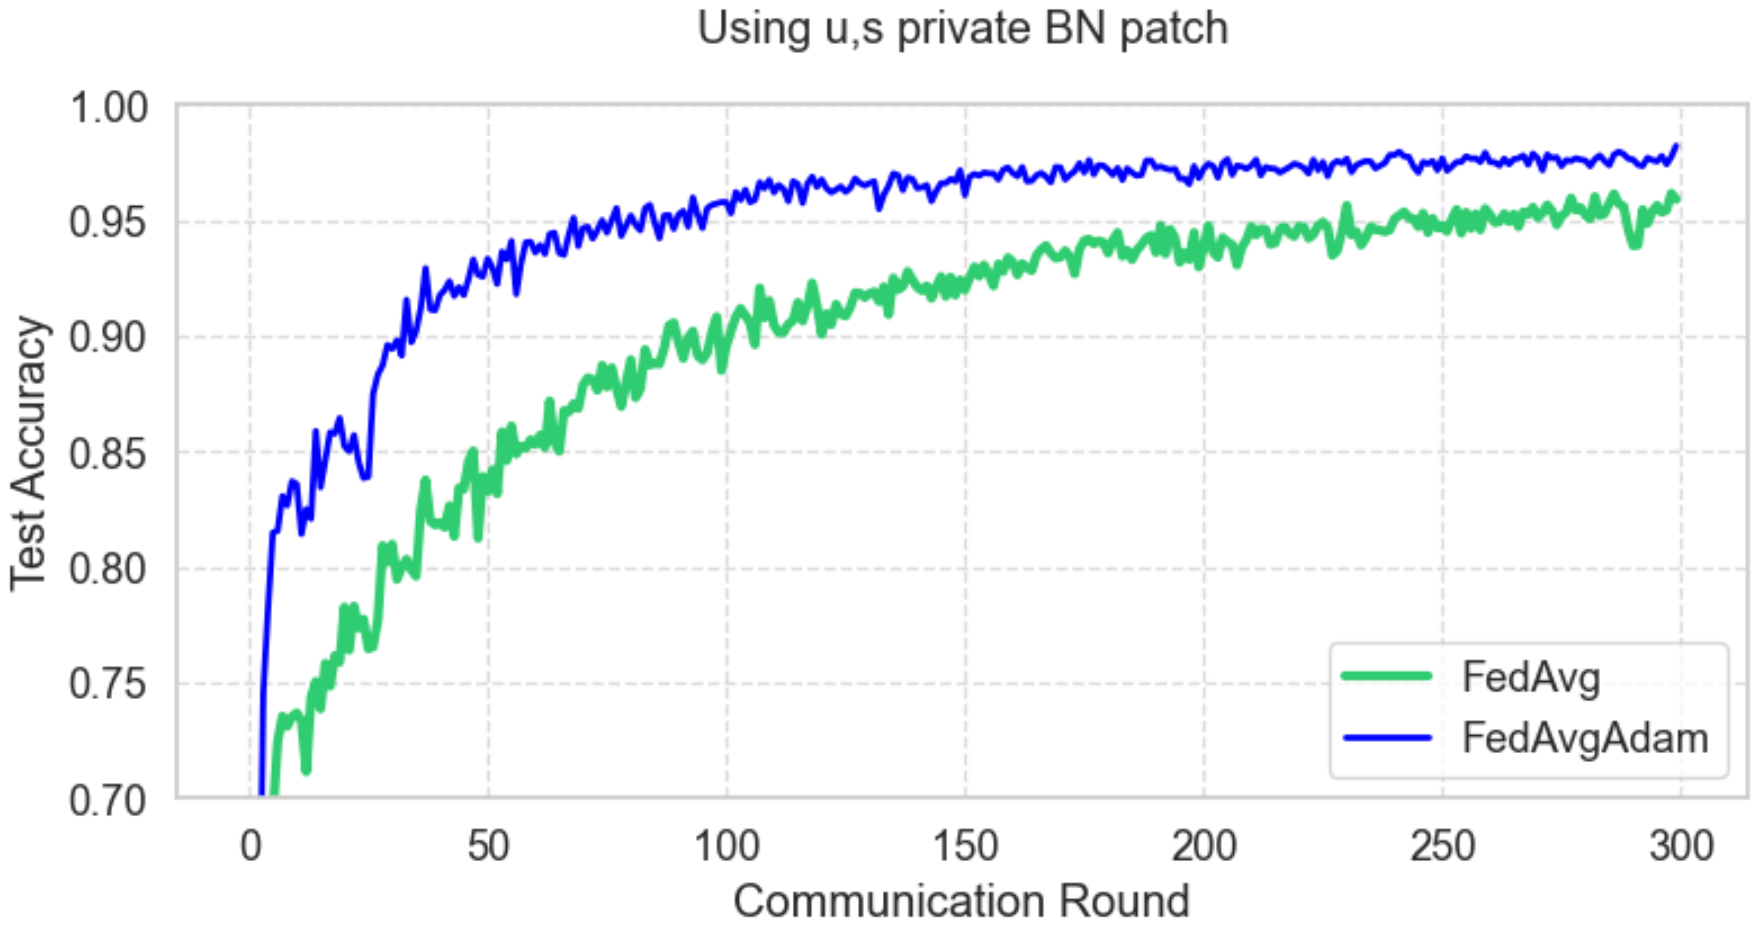 Using u,s private BN patch
1.00
0.95
0.90
0.85
0.80
0.75
0.70
Test Accuracy
FedAvg
FedAvgAdam
0 50 100 150 200 250 300
Communication Round